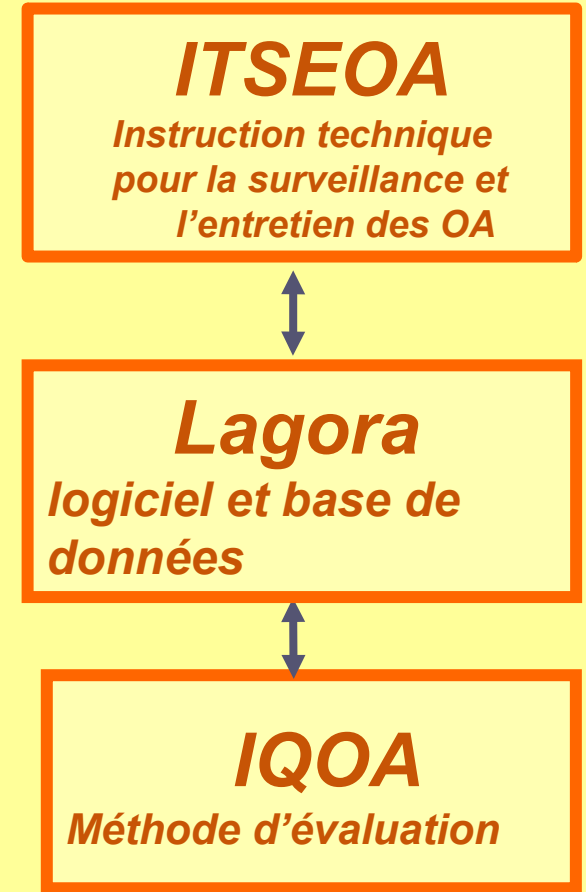 ITSEOA
Instruction technique
pour la surveillance et
l’entretien des OA
Lagora
logiciel et base de
données
IQOA
Méthode d’évaluation